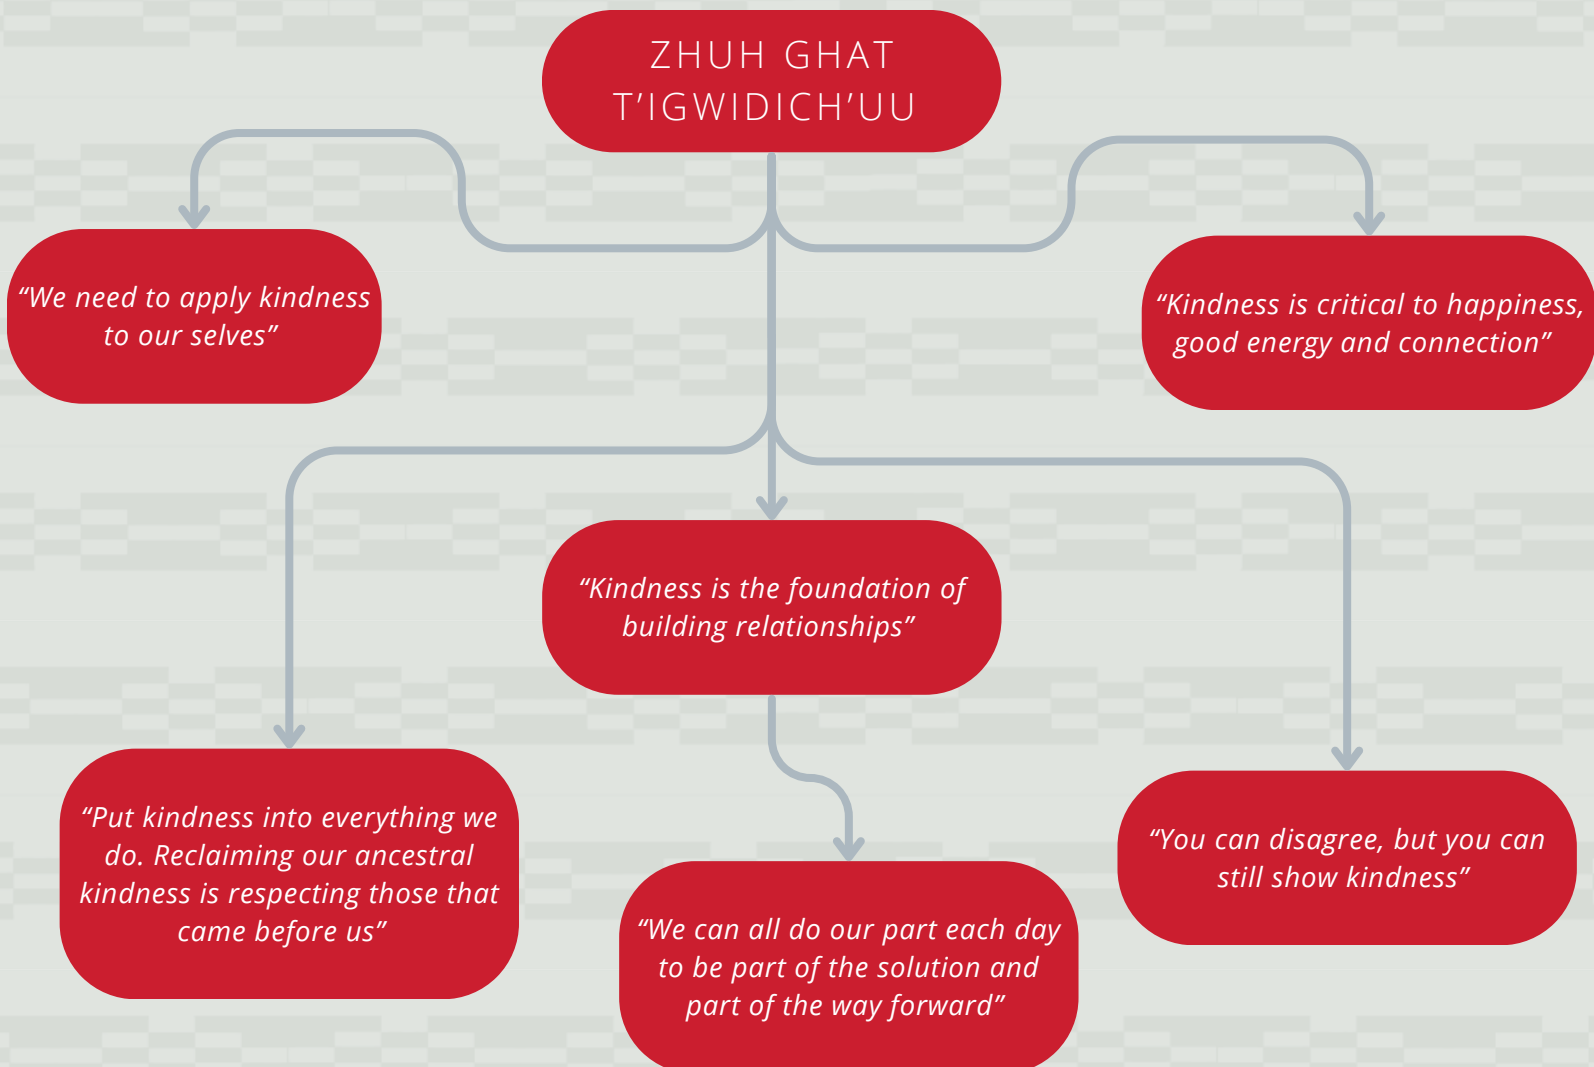 ZHUH GHAT
T’IGWIDICH’UU
“We need to apply kindness
to our selves”
“Kindness is critical to happiness,
good energy and connection”
“Kindness is the foundation of
building relationships”
“Put kindness into everything we
do. Reclaiming our ancestral
kindness is respecting those that
came before us”
“You can disagree, but you can
still show kindness”
“We can all do our part each day
to be part of the solution and
part of the way forward”